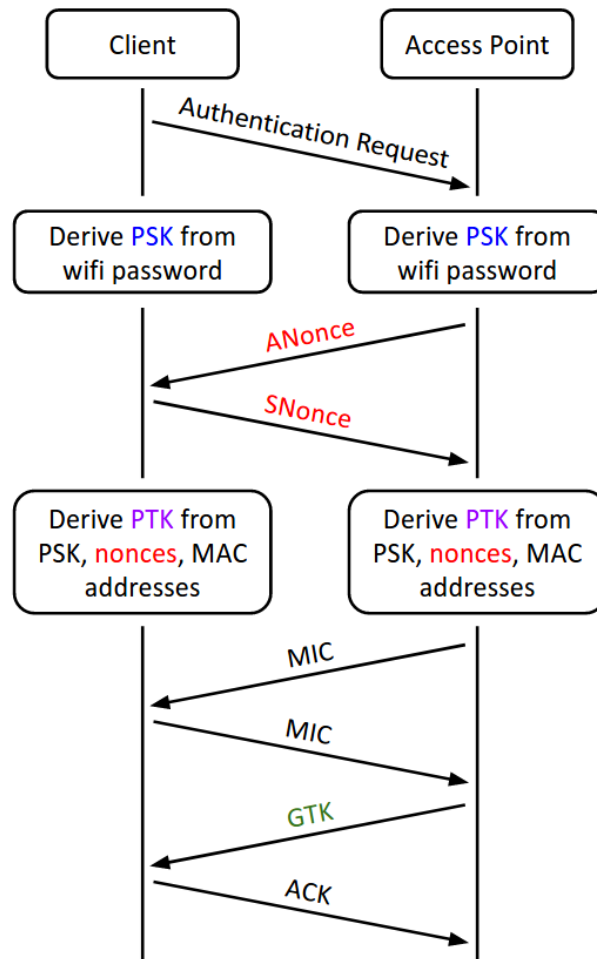 Client
Access Point
Authentication Request
Derive PSK from
wifi password
Derive PSK from
wifi password
ANonce
SNonce
Derive PTK from
PSK, nonces, MAC
addresses
Derive PTK from
PSK, nonces, MAC
addresses
MIC
MIC
GTK
ACK